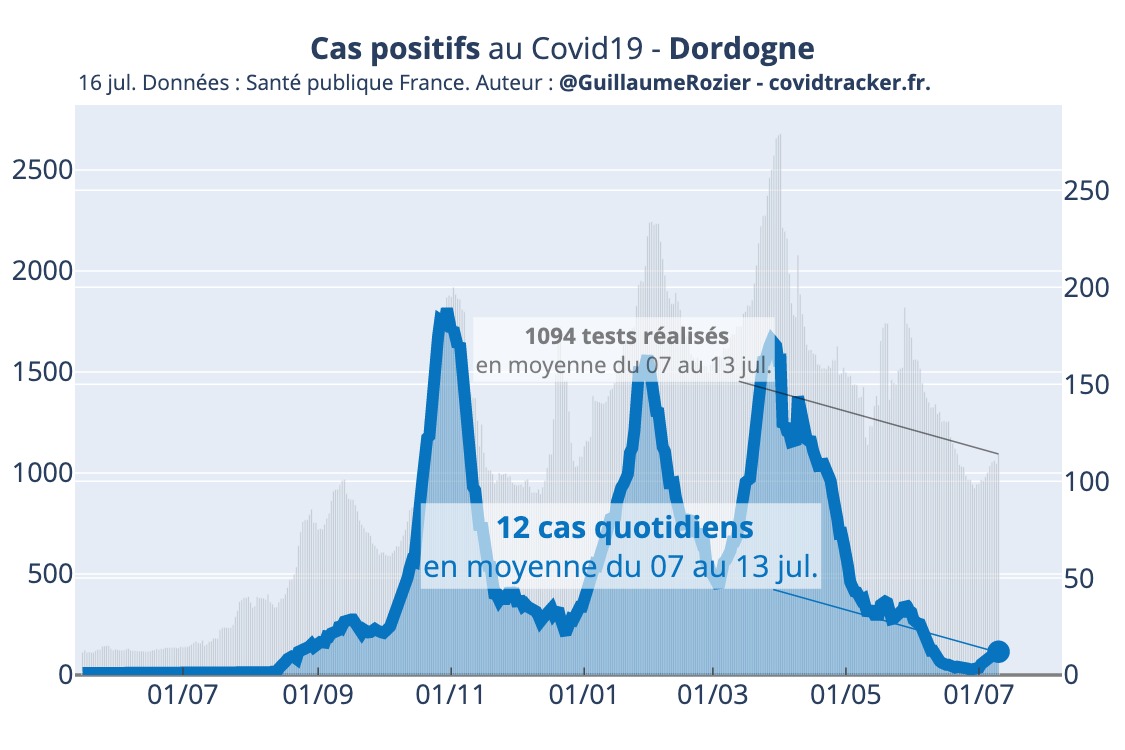 Cas positifs au Covid19 - Dordogne
16 jul. Données : Santé publique France. Auteur : @GuillaumeRozier - covidtracker.fr.
2500
250
2000
200
1094 tests réalisés
en moyenne du 07 au 13 jul.
1500
150
1000
100
12 cas quotidiens
en moyenne du 07 au 13 jul.
500
50
0
0
01/07 01/09 01/11 01/01 01/03 01/05 01/07